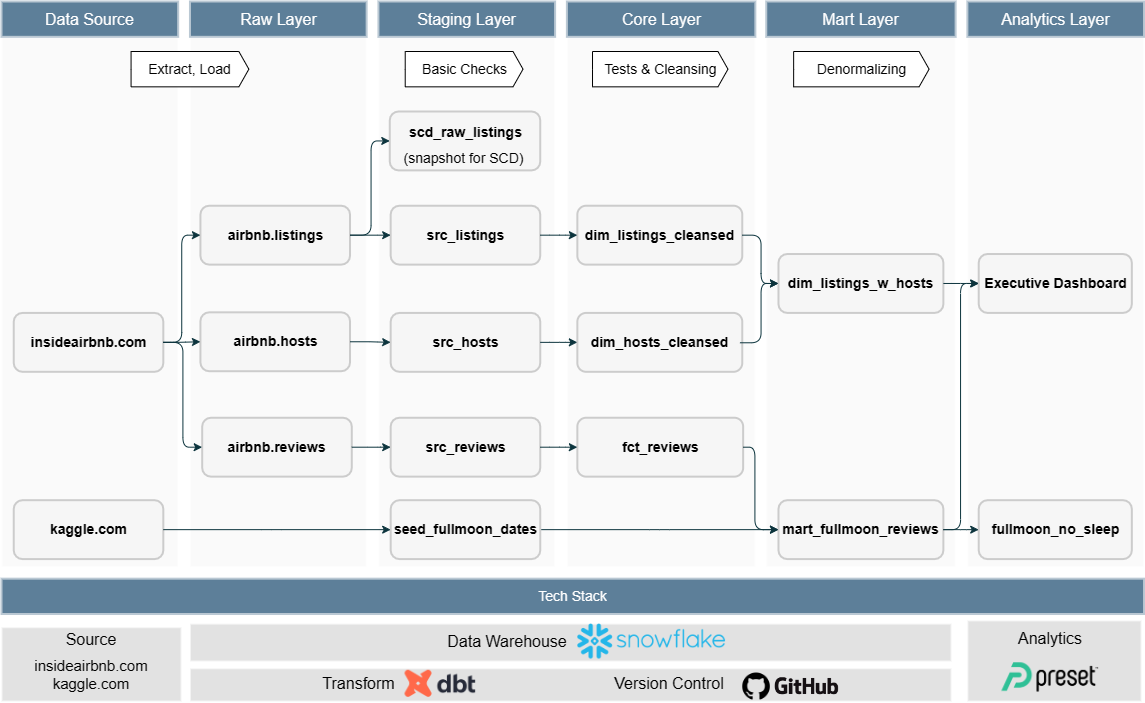 Data Source
Raw Layer
Staging Layer
Core Layer
Mart Layer
Analytics Layer
Extract, Load
Basic Checks
Tests & Cleansing
Denormalizing
scd_raw_listings
(snapshot for SCD)
airbnb.listings
src_listings
dim_listings_cleansed
dim_listings_w_hosts
Executive Dashboard
insideairbnb.com
airbnb.hosts
src_hosts
dim_hosts_cleansed
airbnb.reviews
src_reviews
fct_reviews
kaggle.com
seed_fullmoon_dates
mart_fullmoon_reviews
fullmoon_no_sleep
Tech Stack
Source
insideairbnb.com
kaggle.com
Data Warehouse
snowflake
Transform
dbt
Version Control
GitHub
Analytics
preset